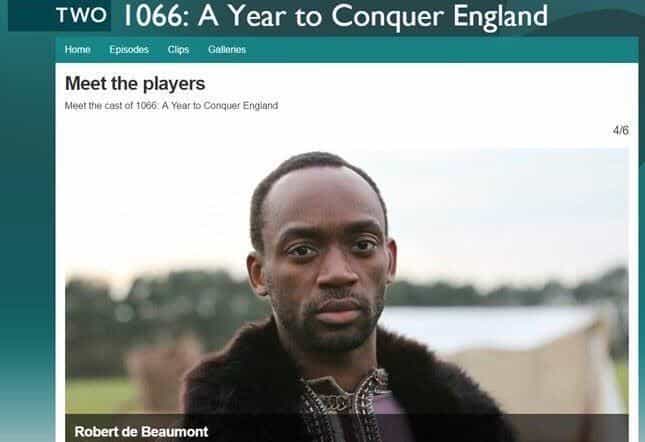 TWO 1066: A Year to Conquer England
Home Episodes Clips Galleries
Meet the players
Meet the cast of 1066: A Year to Conquer England
4/6
Robert de Beaumont